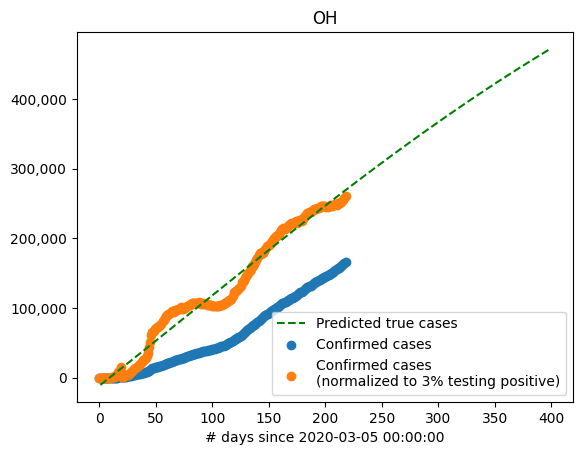 OH
400,000
300,000
200,000
100,000
0
Predicted true cases
Confirmed cases
Confirmed cases
(normalized to 3% testing positive)
0 50 100 150 200 250 300 350 400
# days since 2020-03-05 00:00:00